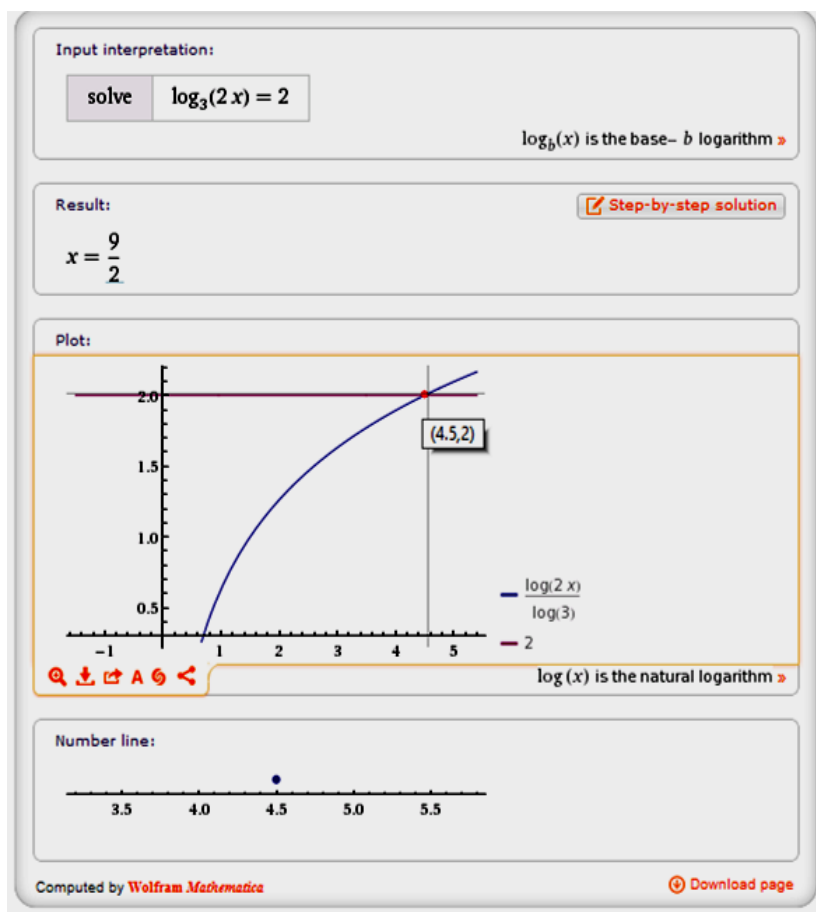 Input interpretation:
solve log₃(2 x) = 2
log_b(x) is the base– b logarithm »
Result:
Step-by-step solution
x = 9/2
Plot:
2.0
(4.5,2)
1.5
1.0
log(2 x)/log(3)
0.5
2
−1 1 2 3 4 5
A
log (x) is the natural logarithm »
Number line:
3.5 4.0 4.5 5.0 5.5
Computed by Wolfram Mathematica
Download page